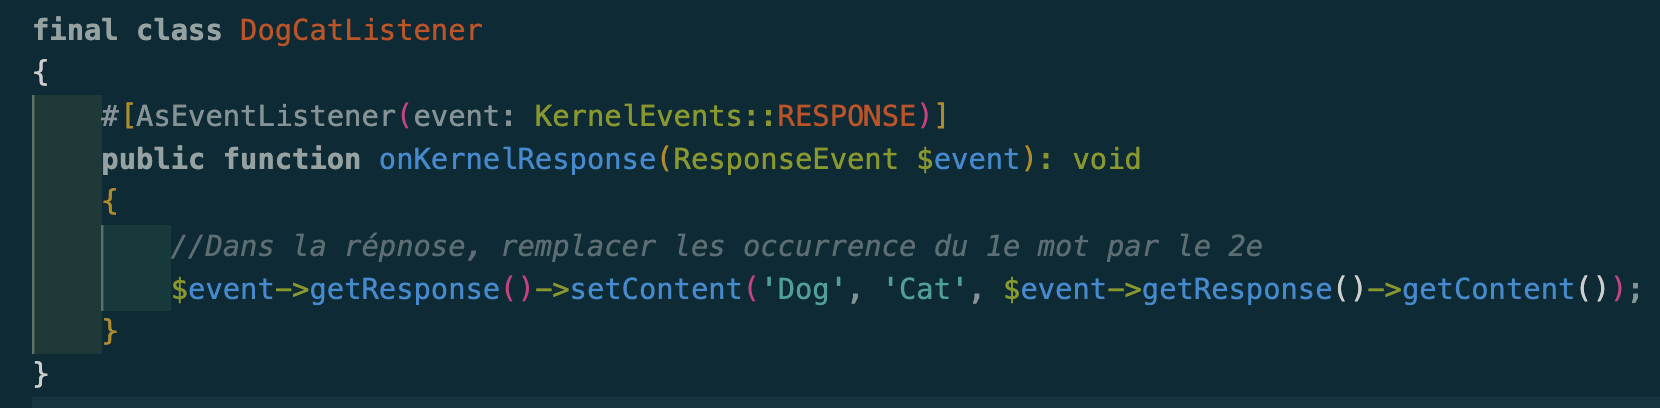 final class DogCatListener
{
#[AsEventListener(event: KernelEvents::RESPONSE)]
public function onKernelResponse(ResponseEvent $event): void
{
//Dans la répnose, remplacer les occurrence du 1e mot par le 2e
$event->getResponse()->setContent('Dog', 'Cat', $event->getResponse()->getContent());
}
}